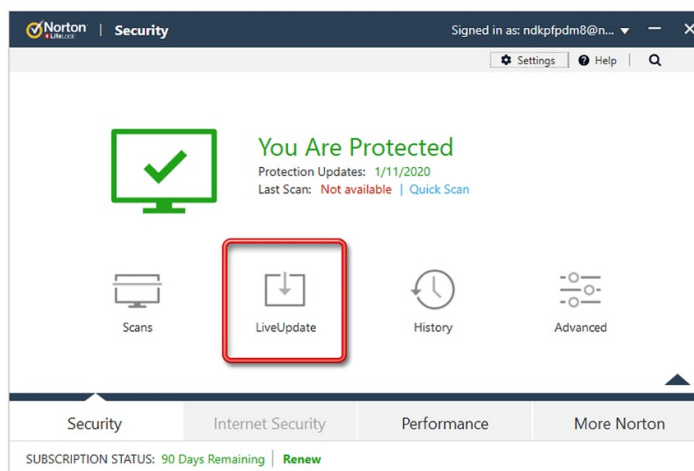 Norton | Security Signed in as: ndkpfpdm8@n...
LifeLock
Settings Help |
You Are Protected
Protection Updates: 1/11/2020
Last Scan: Not available | Quick Scan
Scans LiveUpdate History Advanced
Security Internet Security Performance More Norton
SUBSCRIPTION STATUS: 90 Days Remaining | Renew